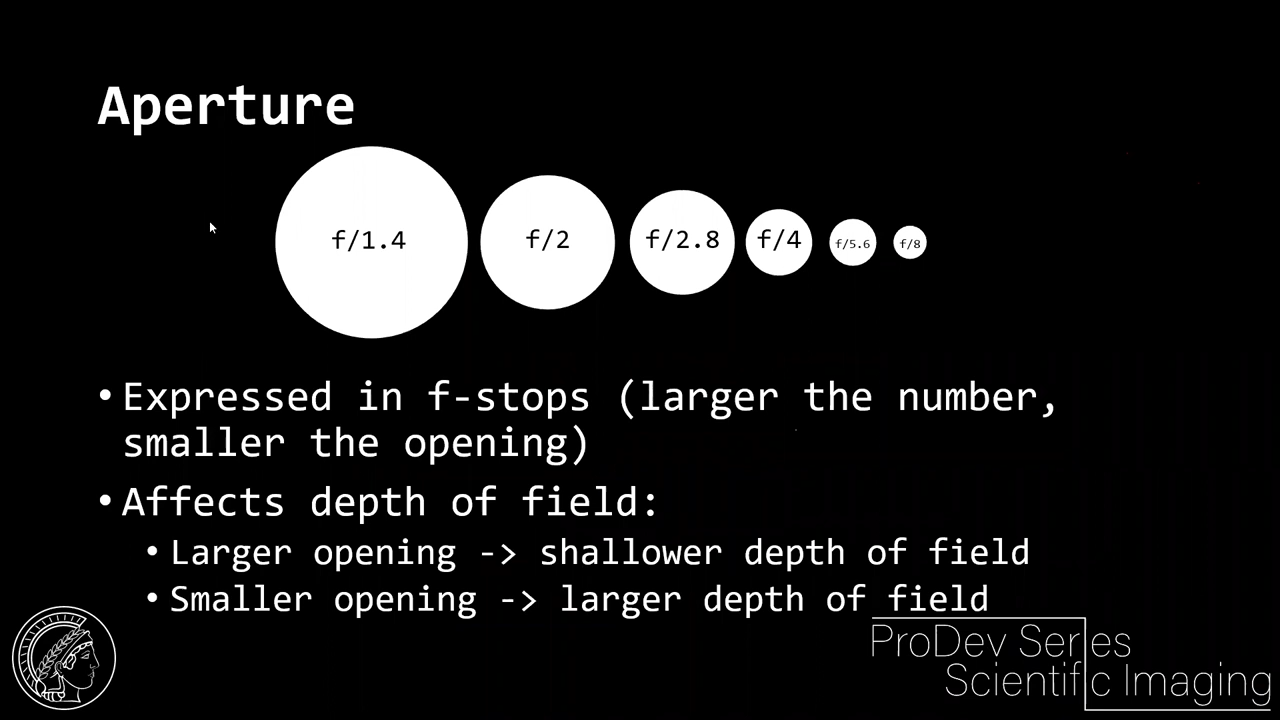 Aperture
f/1.4 f/2 f/2.8 f/4 f/5.6 f/8
• Expressed in f-stops (larger the number,
smaller the opening)
• Affects depth of field:
• Larger opening -> shallower depth of field
• Smaller opening -> larger depth of field
ProDev Series
Scientific Imaging